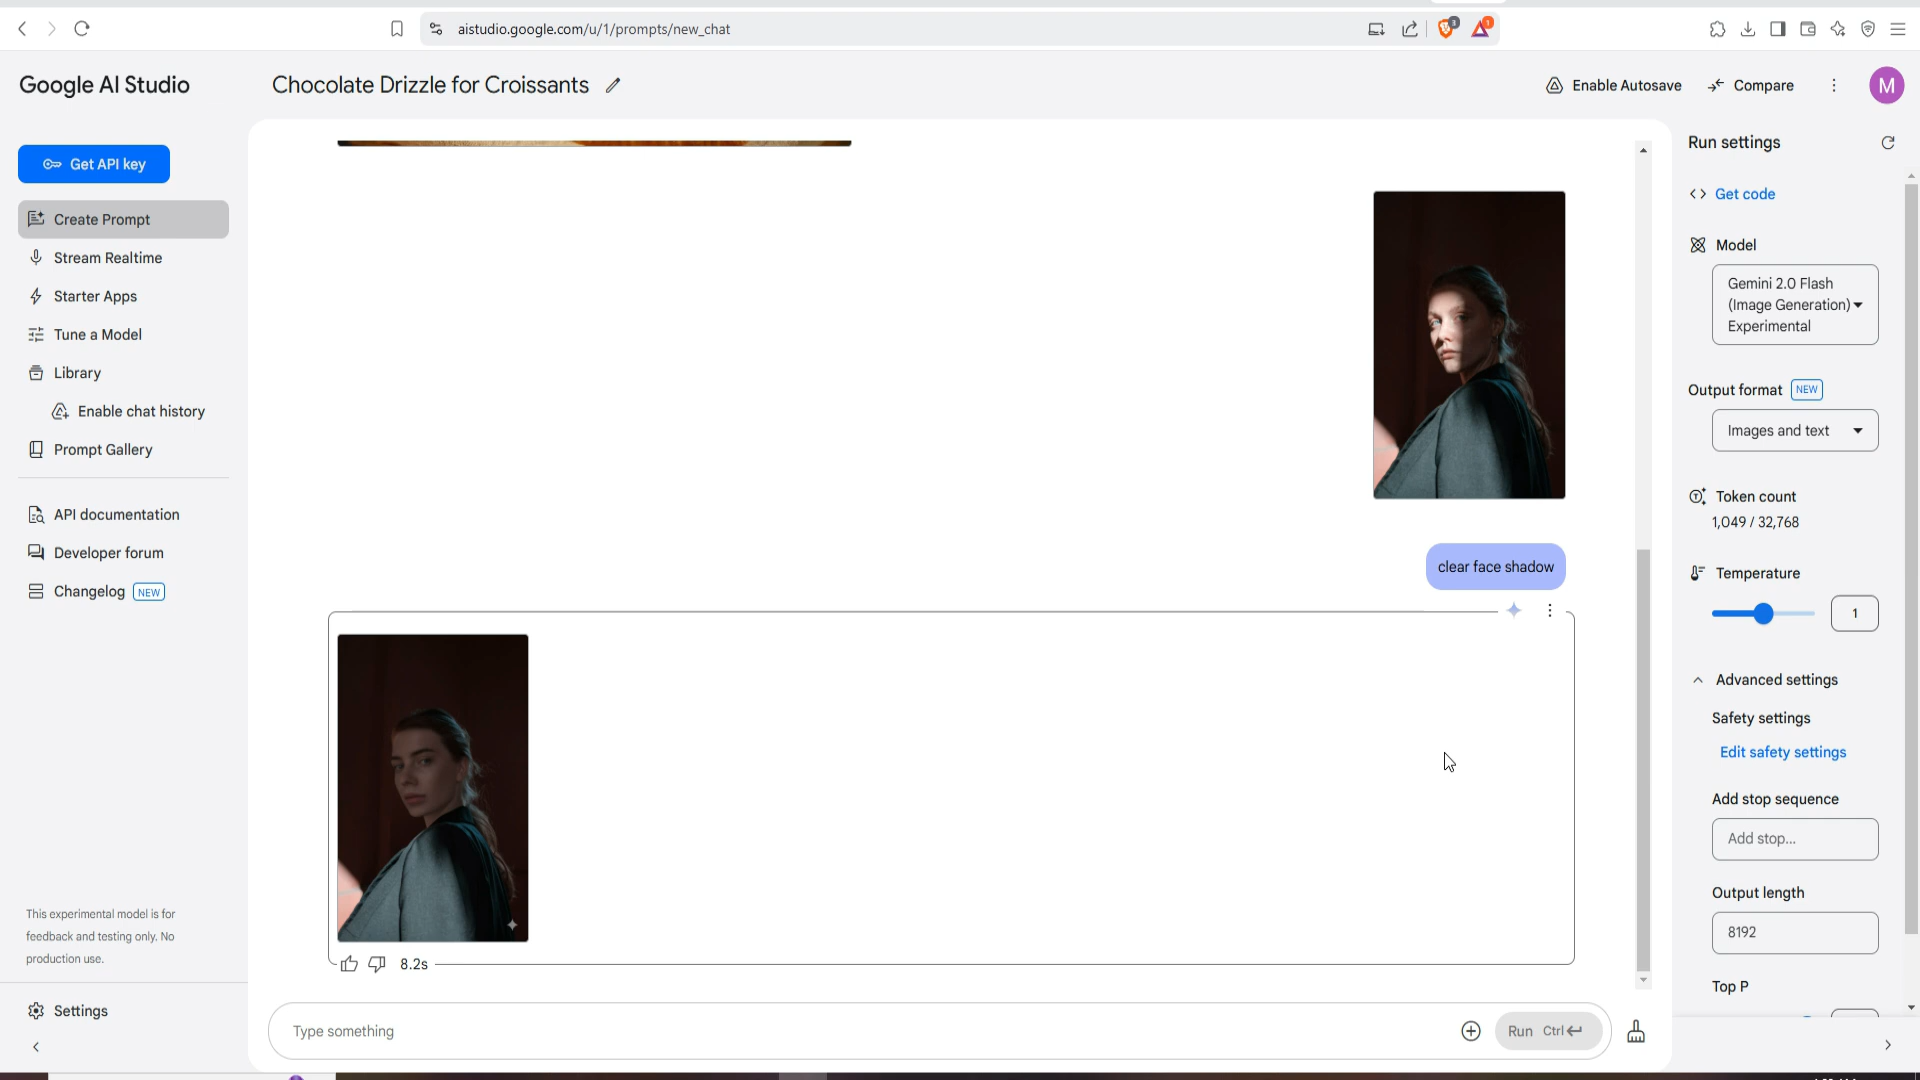 aistudio.google.com/u/1/prompts/new_chat
3
1
Google AI Studio
Chocolate Drizzle for Croissants
Enable Autosave
Compare
M
Get API key
Create Prompt
Stream Realtime
Starter Apps
Tune a Model
Library
Enable chat history
Prompt Gallery
API documentation
Developer forum
Changelog NEW
This experimental model is for
feedback and testing only. No
production use.
Settings
clear face shadow
8.2s
Type something
Run Ctrl
Run settings
Get code
Model
Gemini 2.0 Flash
(Image Generation)
Experimental
Output format NEW
Images and text
Token count
1,049 / 32,768
Temperature
1
Advanced settings
Safety settings
Edit safety settings
Add stop sequence
Add stop...
Output length
8192
Top P